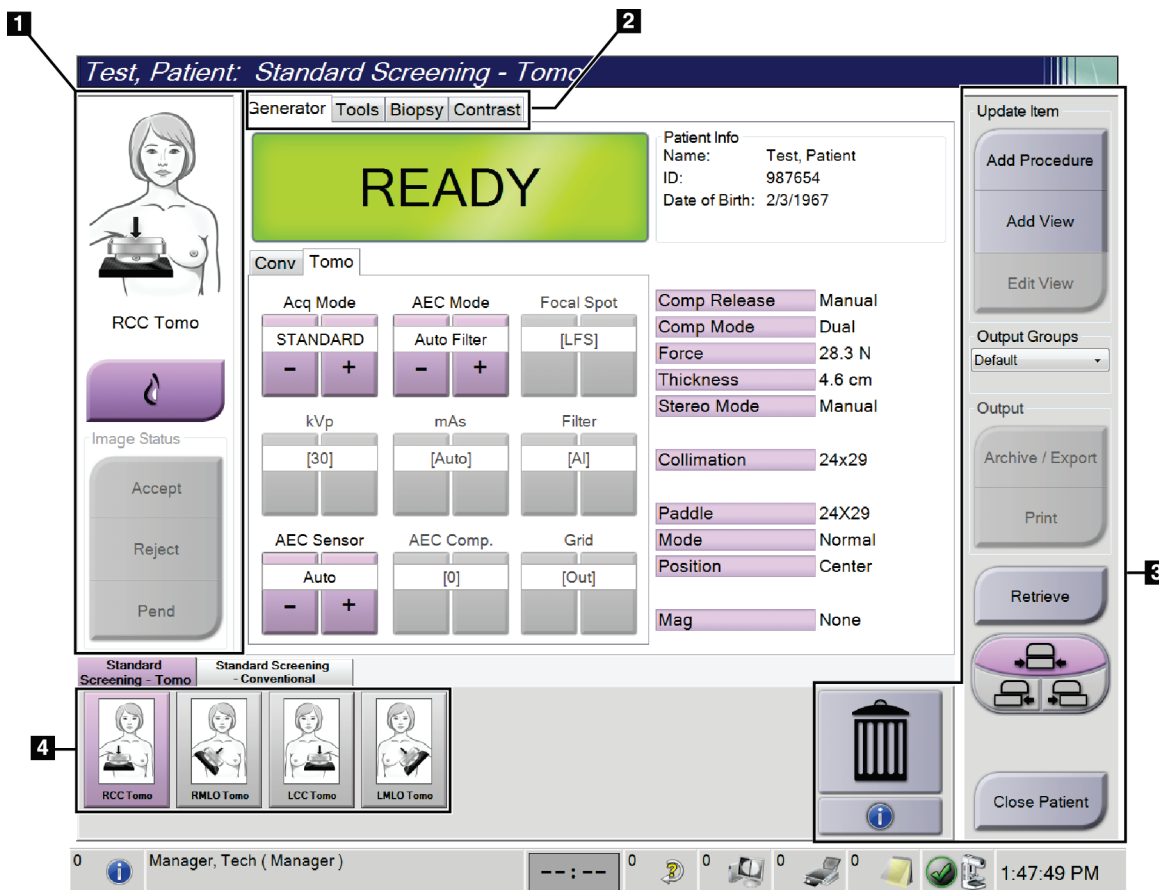 1
2
Test, Patient: Standard Screening - Tomo
Generator Tools Biopsy Contrast
Update Item
READY
Patient Info
Name: Test, Patient
ID: 987654
Date of Birth: 2/3/1967
Add Procedure
Add View
Edit View
RCC Tomo
Conv Tomo
Acq Mode AEC Mode Focal Spot
STANDARD Auto Filter [LFS]
- + - +
kVp mAs Filter
[30] [Auto] [Al]
AEC Sensor AEC Comp. Grid
Auto [0] [Out]
- +
Comp Release Manual
Comp Mode Dual
Force 28.3 N
Thickness 4.6 cm
Stereo Mode Manual
Collimation 24x29
Paddle 24X29
Mode Normal
Position Center
Mag None
Output Groups
Default
Output
Archive / Export
Print
3
Retrieve
Close Patient
Image Status
Accept
Reject
Pend
Standard
Screening - Tomo
Standard Screening
- Conventional
4
RCC Tomo RMLO Tomo LCC Tomo LMLO Tomo
i
0 i Manager, Tech ( Manager ) --:-- 0 ? 0 0 0 1:47:49 PM